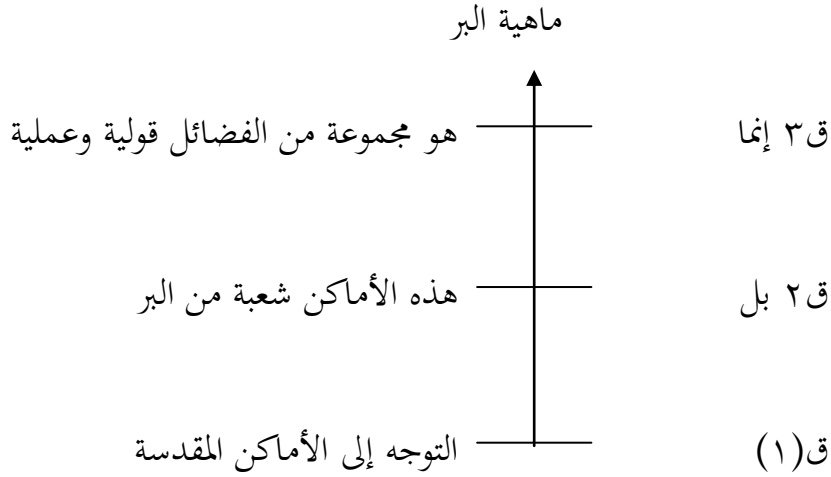 ماهية البر
ق٣ إنما هو مجموعة من الفضائل قولية وعملية
ق٢ بل هذه الأماكن شعبة من البر
ق(١) التوجه إلى الأماكن المقدسة